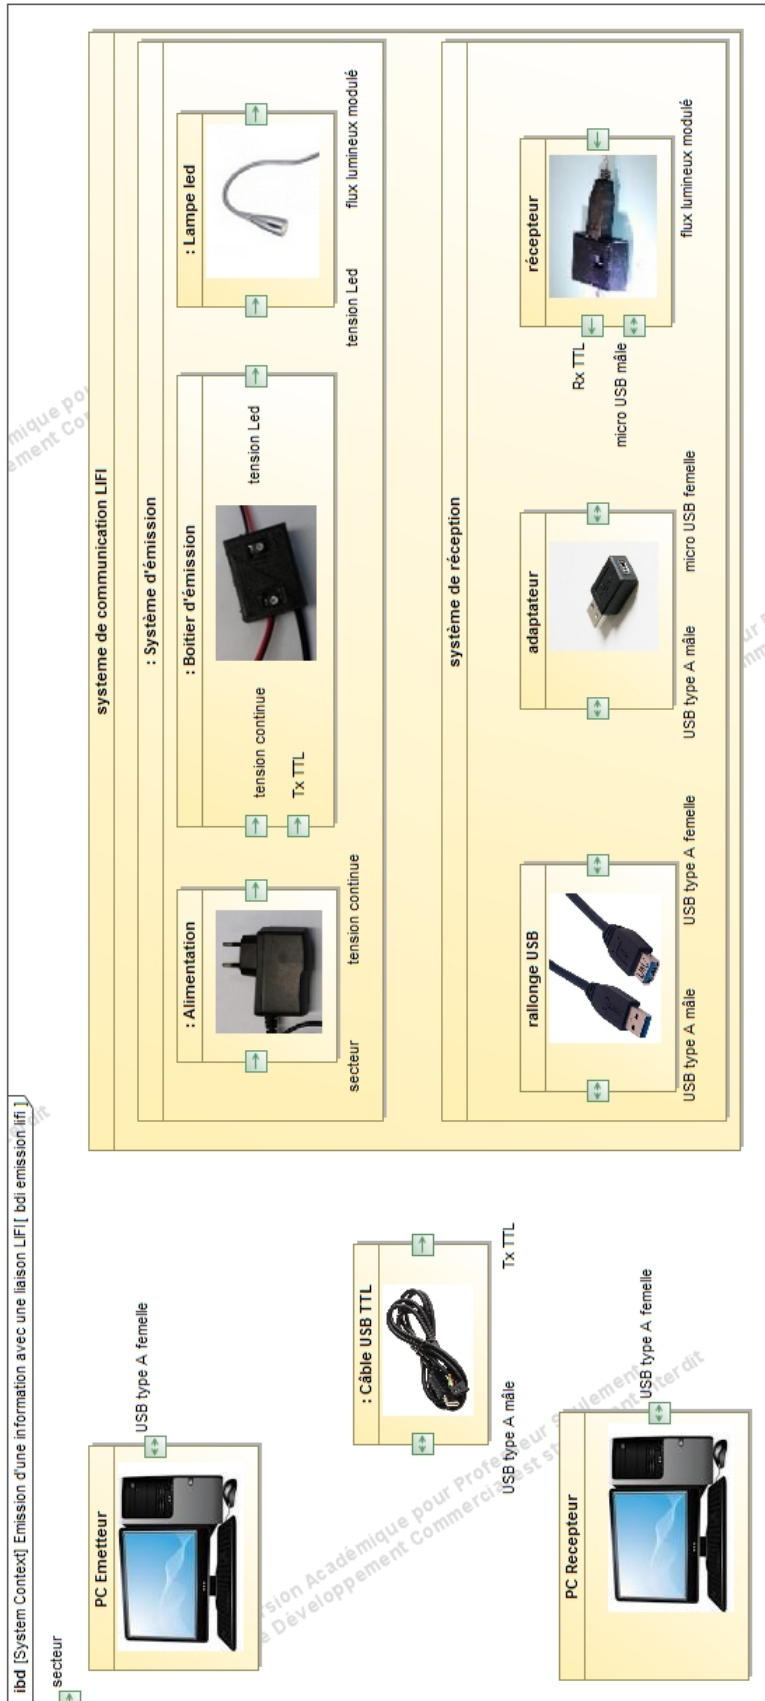 ibd [System Context] Emission d'une information avec une liaison LIFI[ bdi emission lifi ]
secteur
PC Emetteur
USB type A femelle
: Câble USB TTL
USB type A mâle
Tx TTL
PC Recepteur
USB type A femelle
systeme de communication LIFI
: Système d'émission
: Alimentation
secteur
tension continue
: Boitier d'émission
tension continue
Tx TTL
tension Led
: Lampe led
tension Led
flux lumineux modulé
système de réception
rallonge USB
USB type A mâle
USB type A femelle
adaptateur
USB type A mâle
micro USB femelle
récepteur
Rx TTL
micro USB mâle
flux lumineux modulé